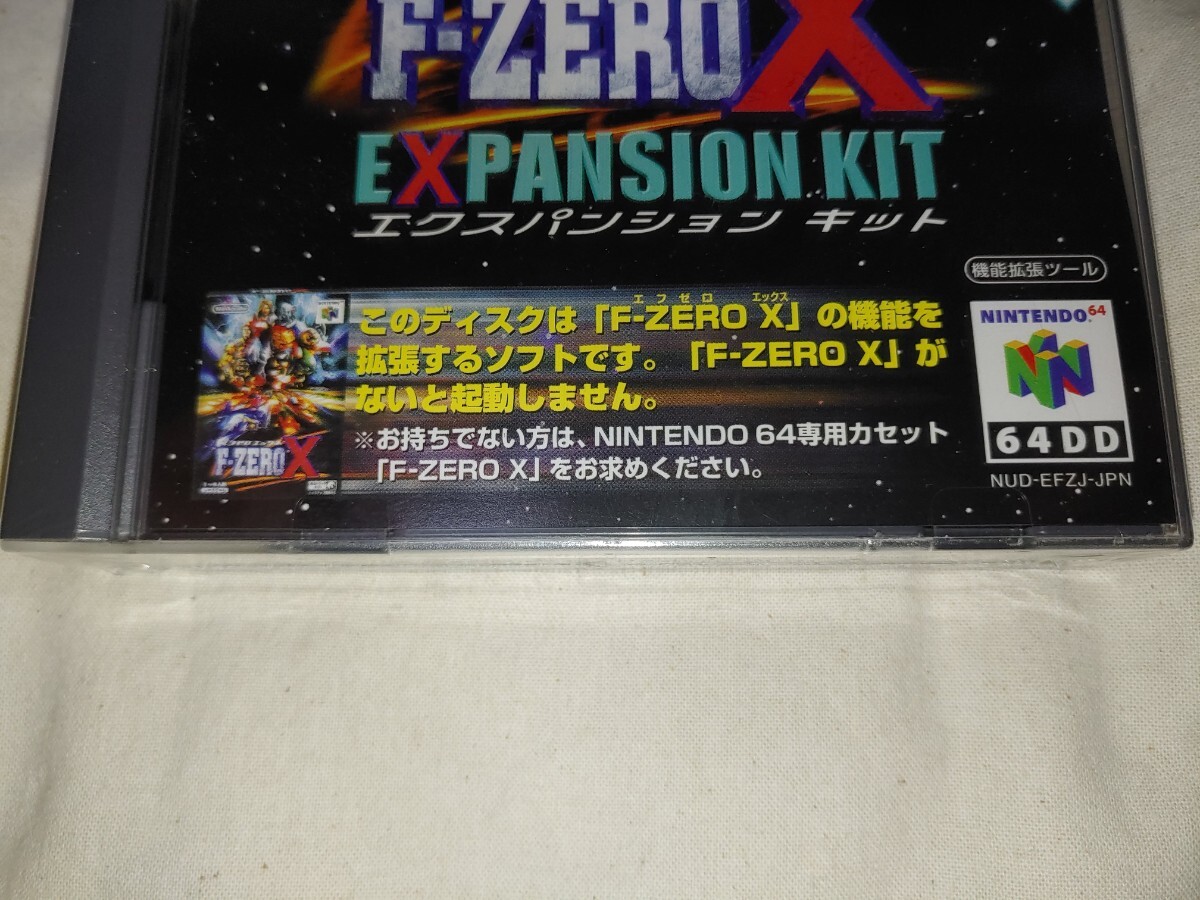 F-ZERO X
EXPANSION KIT
エクスパンション キット
機能拡張ツール
エフゼロ エックス
このディスクは「F-ZERO X」の機能を
拡張するソフトです。「F-ZERO X」が
ないと起動しません。
※お持ちでない方は、NINTENDO 64専用カセット
「F-ZERO X」をお求めください。
NINTENDO 64
64DD
NUD-EFZJ-JPN
F-ZERO X